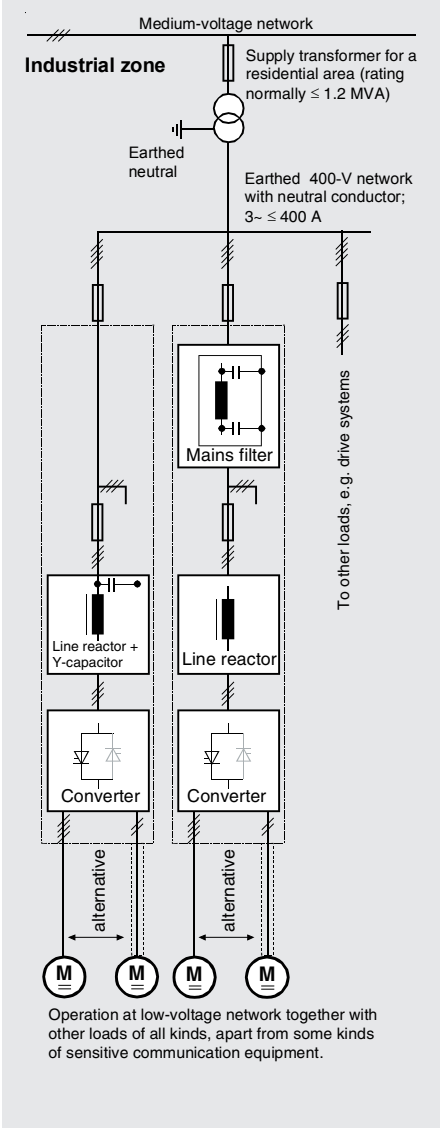 Medium-voltage network
Industrial zone
Supply transformer for a
residential area (rating
normally ≤ 1.2 MVA)
Earthed
neutral
Earthed 400-V network
with neutral conductor;
3~ ≤ 400 A
Mains filter
To other loads, e.g. drive systems
Line reactor +
Y-capacitor
Line reactor
Converter
Converter
alternative
alternative
M
M
M
M
Operation at low-voltage network together with
other loads of all kinds, apart from some kinds
of sensitive communication equipment.